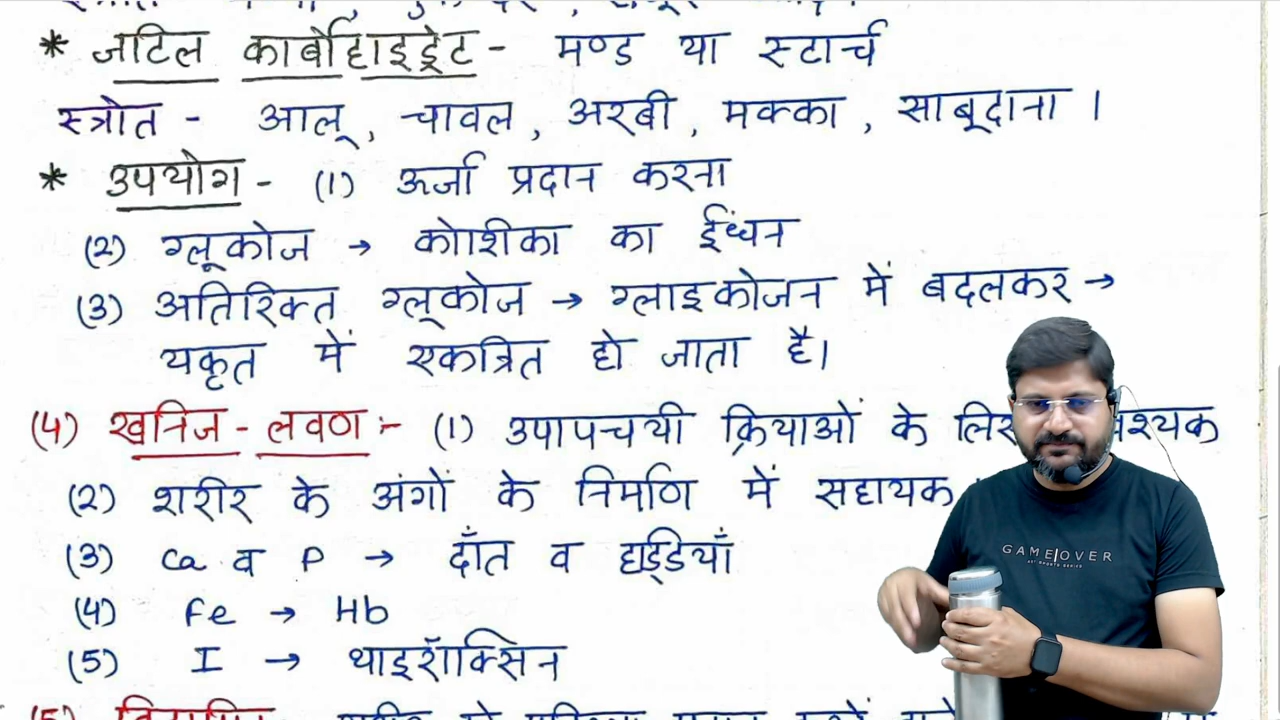 * जटिल कार्बोहाइड्रेट - मण्ड या स्टार्च
स्त्रोत - आलू, चावल, अरबी, मक्का, साबूदाना ।
* उपयोग - (1) ऊर्जा प्रदान करना
(2) ग्लूकोज → कोशिका का ईंधन
(3) अतिरिक्त ग्लूकोज → ग्लाइकोजन में बदलकर →
यकृत में एकत्रित हो जाता है।
(4) खनिज - लवण :- (1) उपापचयी क्रियाओं के
(2) शरीर के अंगों के निर्माण में सहायक
(3) Ca व P → दाँत व हड्डियाँ
(4) Fe → Hb
(5) I → थाइरॉक्सिन
GAME|OVER
(5)